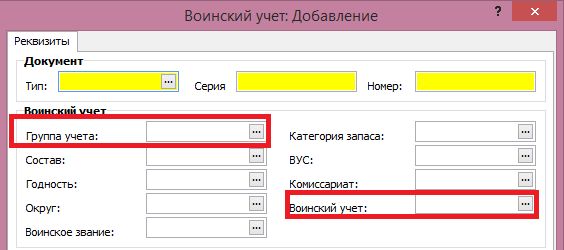 Воинский учет: Добавление ?
Реквизиты
Документ
Тип: ... Серия Номер:
Воинский учет
Группа учета: ... Категория запаса: ...
Состав: ... ВУС: ...
Годность: ... Комиссариат: ...
Округ: ... Воинский учет: ...
Воинское звание: ...